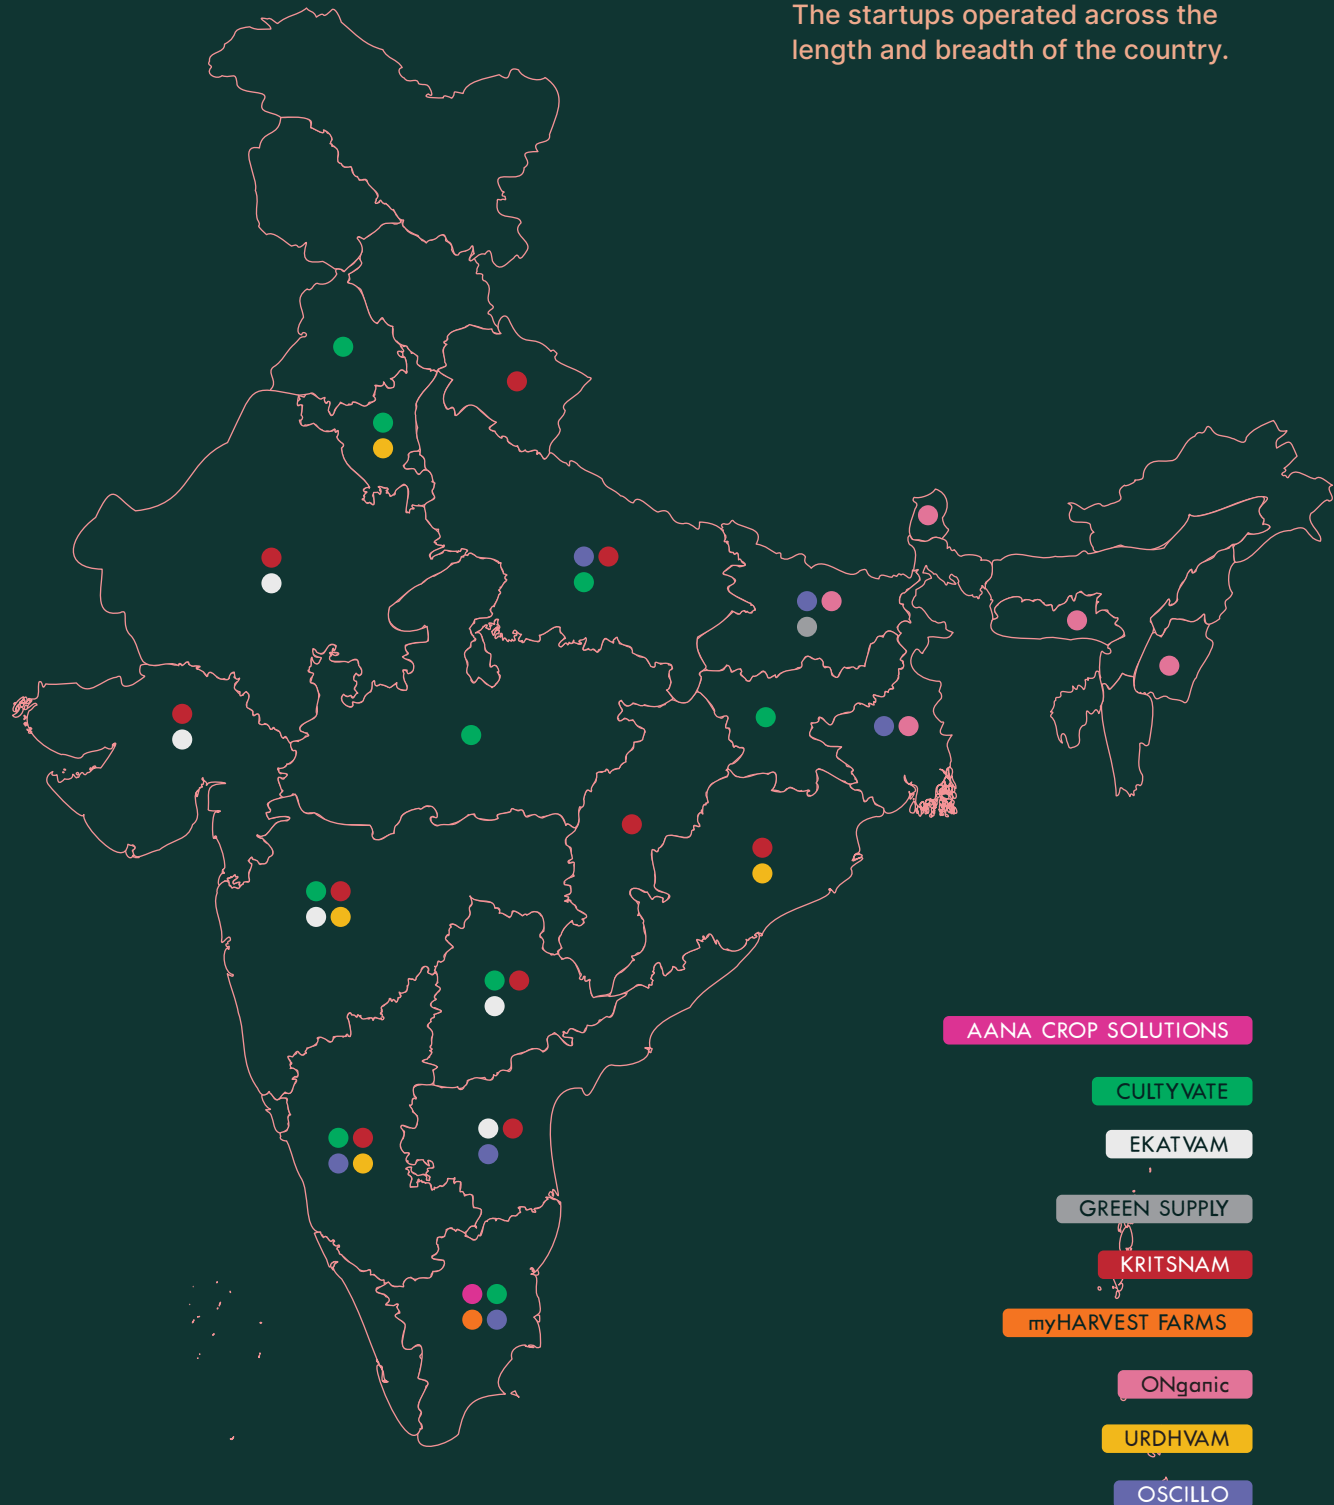 The startups operated across the
length and breadth of the country.
AANA CROP SOLUTIONS
CULTYVATE
EKATVAM
GREEN SUPPLY
KRITSNAM
myHARVEST FARMS
ONganic
URDHVAM
OSCILLO